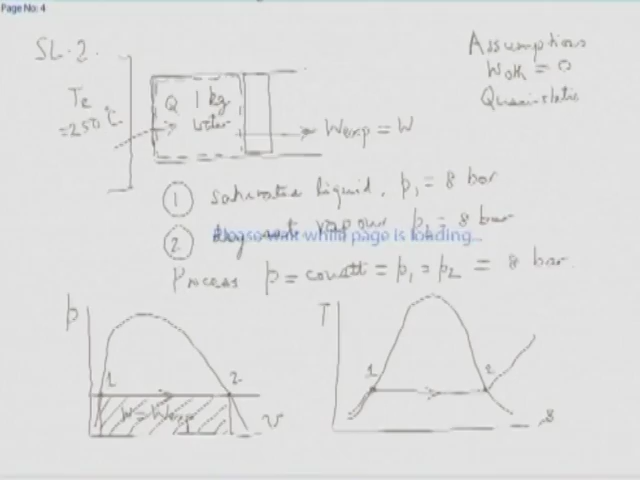 Page No: 4
SL.2.
Te
= 250°C
Q 1 kg
water
Wexp = W
Assumptions
Woth = 0
Quasi-static
1 saturated liquid, p1 = 8 bar
2 dry sat. vapour p2 = 8 bar
Please wait while page is loading...
Process p = constt = p1 = p2 = 8 bar.
p
1
2
W = Wexp
v
T
1
2
s